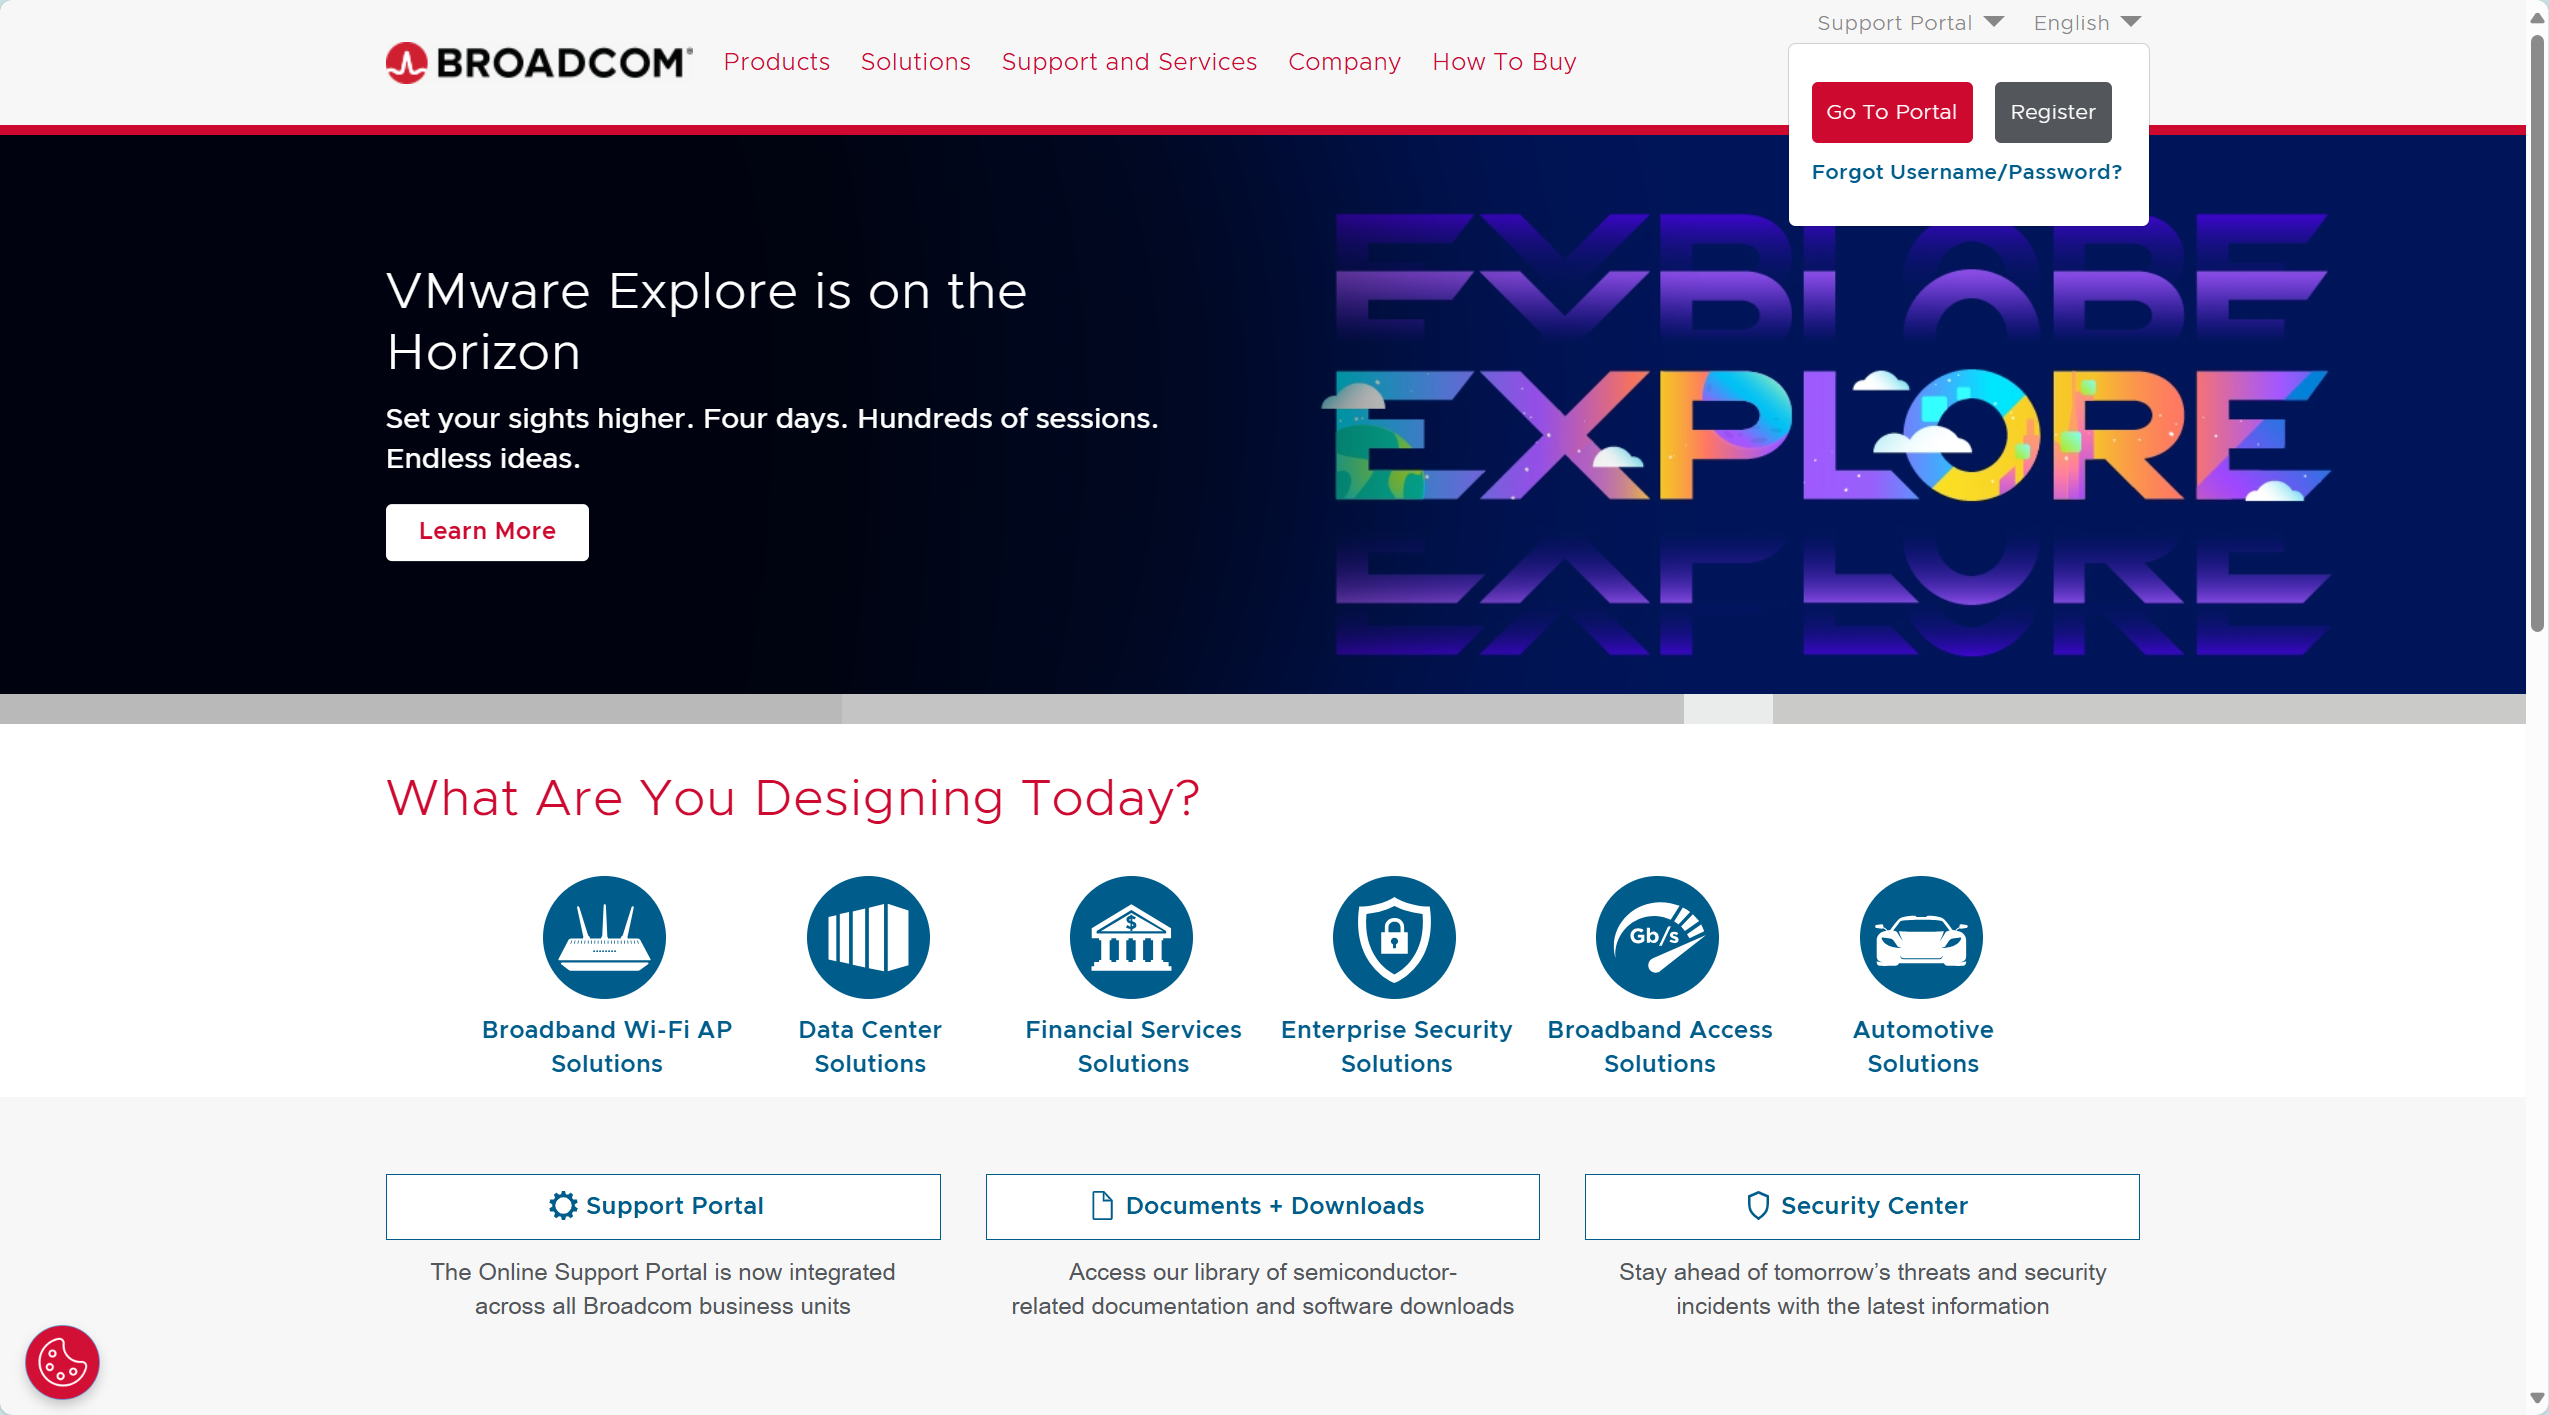 Support Portal
English
BROADCOM
Products
Solutions
Support and Services
Company
How To Buy
Go To Portal
Register
Forgot Username/Password?
VMware Explore is on the
Horizon
Set your sights higher. Four days. Hundreds of sessions.
Endless ideas.
Learn More
EXPLORE
EXPLORE
EXPLORE
EXPLORE
EXPLORE
What Are You Designing Today?
$
Gb/s
Broadband Wi-Fi AP
Solutions
Data Center
Solutions
Financial Services
Solutions
Enterprise Security
Solutions
Broadband Access
Solutions
Automotive
Solutions
Support Portal
The Online Support Portal is now integrated
across all Broadcom business units
Documents + Downloads
Access our library of semiconductor-
related documentation and software downloads
Security Center
Stay ahead of tomorrow’s threats and security
incidents with the latest information